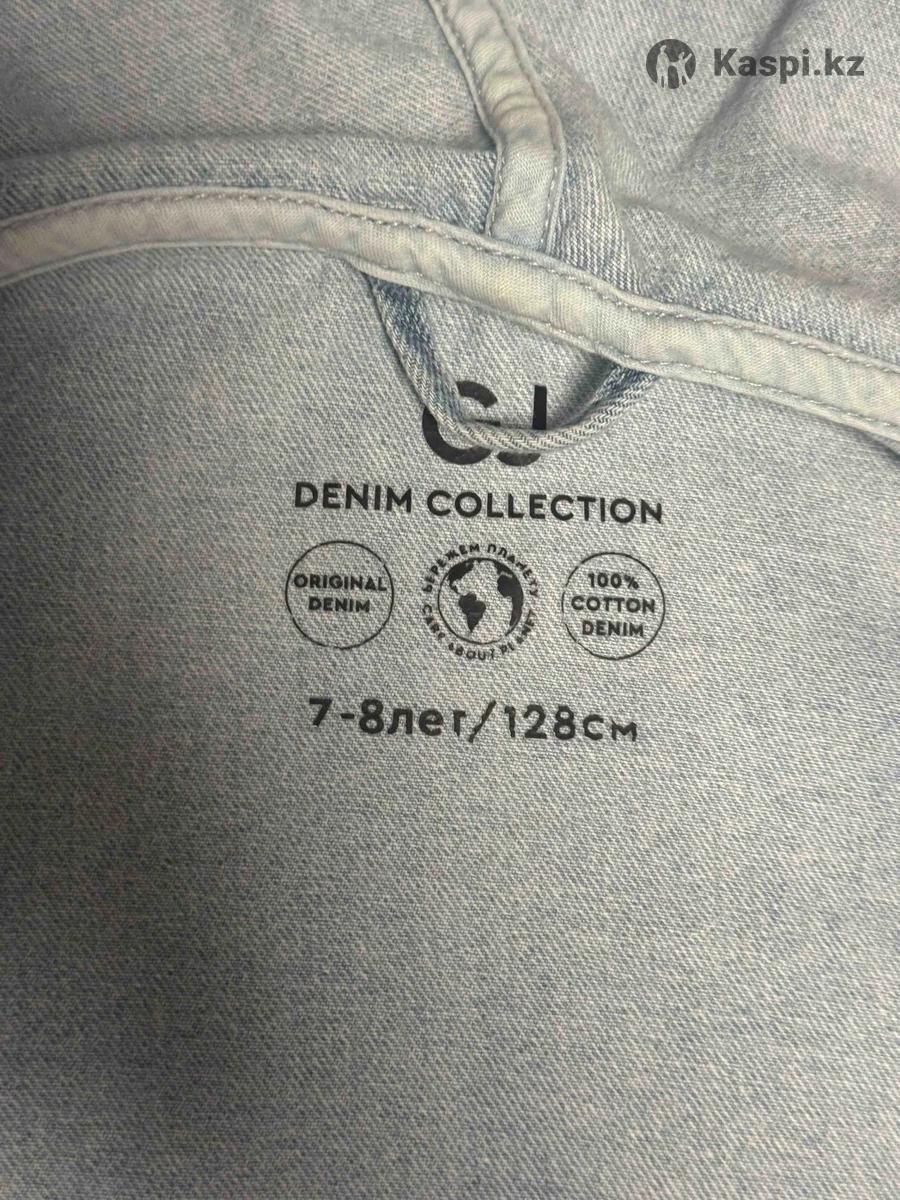 Kaspi.kz
GJ
DENIM COLLECTION
ORIGINAL
DENIM
БЕРЕЖЕМ ПЛАНЕТУ
CARE ABOUT PLANET
100%
COTTON
DENIM
7-8лет/128см